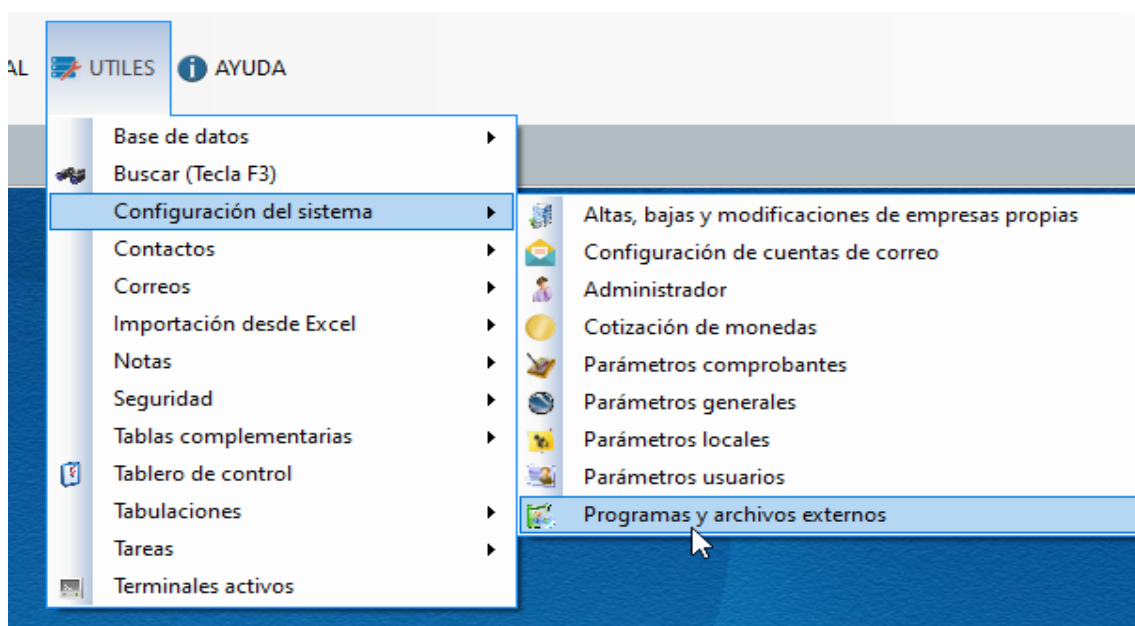 AL
UTILES
AYUDA
Base de datos
Buscar (Tecla F3)
Configuración del sistema
Contactos
Correos
Importación desde Excel
Notas
Seguridad
Tablas complementarias
Tablero de control
Tabulaciones
Tareas
Terminales activos
Altas, bajas y modificaciones de empresas propias
Configuración de cuentas de correo
Administrador
Cotización de monedas
Parámetros comprobantes
Parámetros generales
Parámetros locales
Parámetros usuarios
Programas y archivos externos